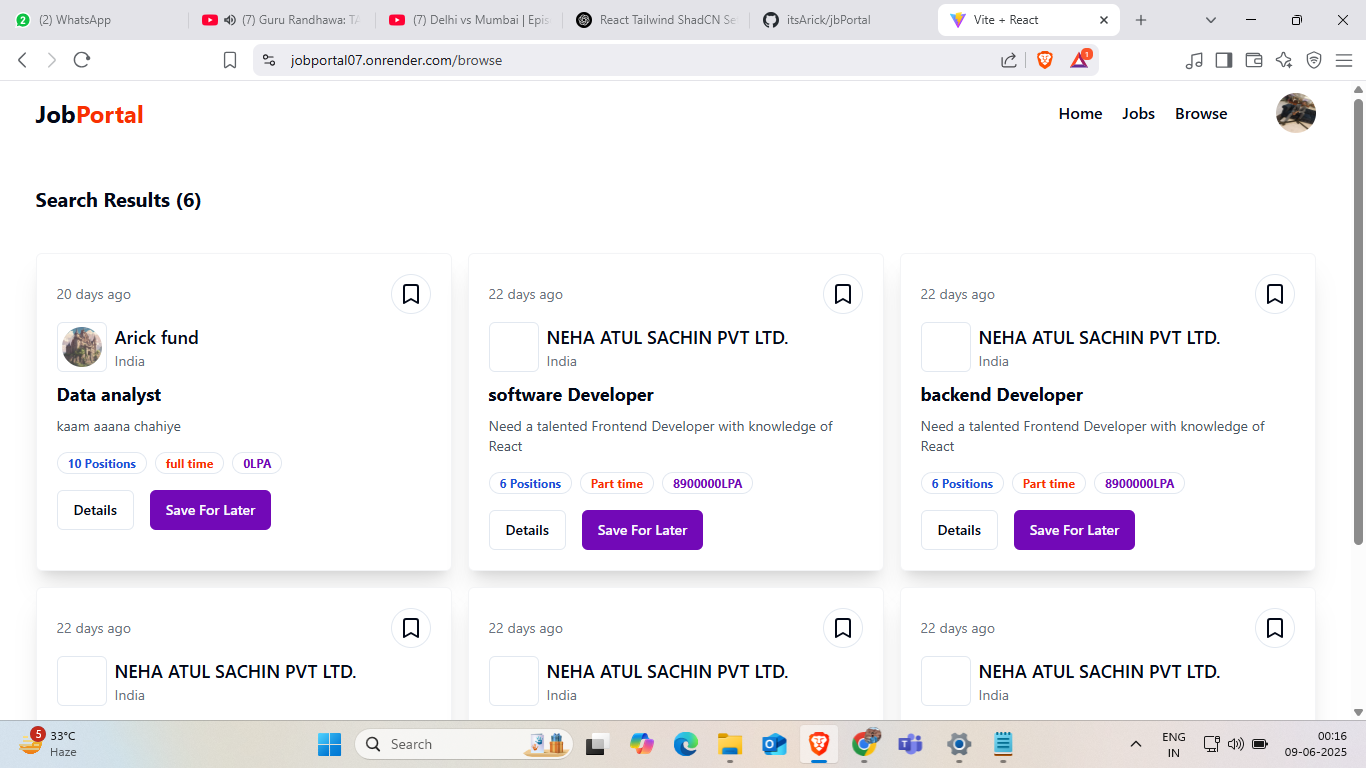 2
(2) WhatsApp
(7) Guru Randhawa: TA
(7) Delhi vs Mumbai | Epis
React Tailwind ShadCN Se
itsArick/jbPortal
Vite + React
jobportal07.onrender.com/browse
1
JobPortal
Home
Jobs
Browse
Search Results (6)
20 days ago
Arick fund
India
Data analyst
kaam aaana chahiye
10 Positions
full time
0LPA
Details
Save For Later
22 days ago
NEHA ATUL SACHIN PVT LTD.
India
software Developer
Need a talented Frontend Developer with knowledge of
React
6 Positions
Part time
8900000LPA
Details
Save For Later
22 days ago
NEHA ATUL SACHIN PVT LTD.
India
backend Developer
Need a talented Frontend Developer with knowledge of
React
6 Positions
Part time
8900000LPA
Details
Save For Later
22 days ago
NEHA ATUL SACHIN PVT LTD.
India
22 days ago
NEHA ATUL SACHIN PVT LTD.
India
22 days ago
NEHA ATUL SACHIN PVT LTD.
India
5
33°C
Haze
Search
ENG
IN
00:16
09-06-2025